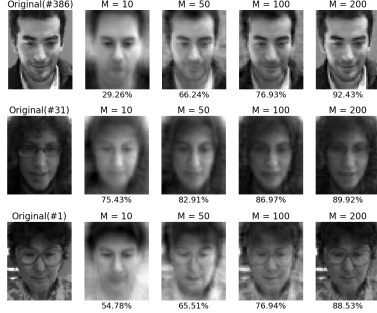 Original(#386) M = 10 M = 50 M = 100 M = 200
29.26% 66.24% 76.93% 92.43%
Original(#31) M = 10 M = 50 M = 100 M = 200
75.43% 82.91% 86.97% 89.92%
Original(#1) M = 10 M = 50 M = 100 M = 200
54.78% 65.51% 76.94% 88.53%